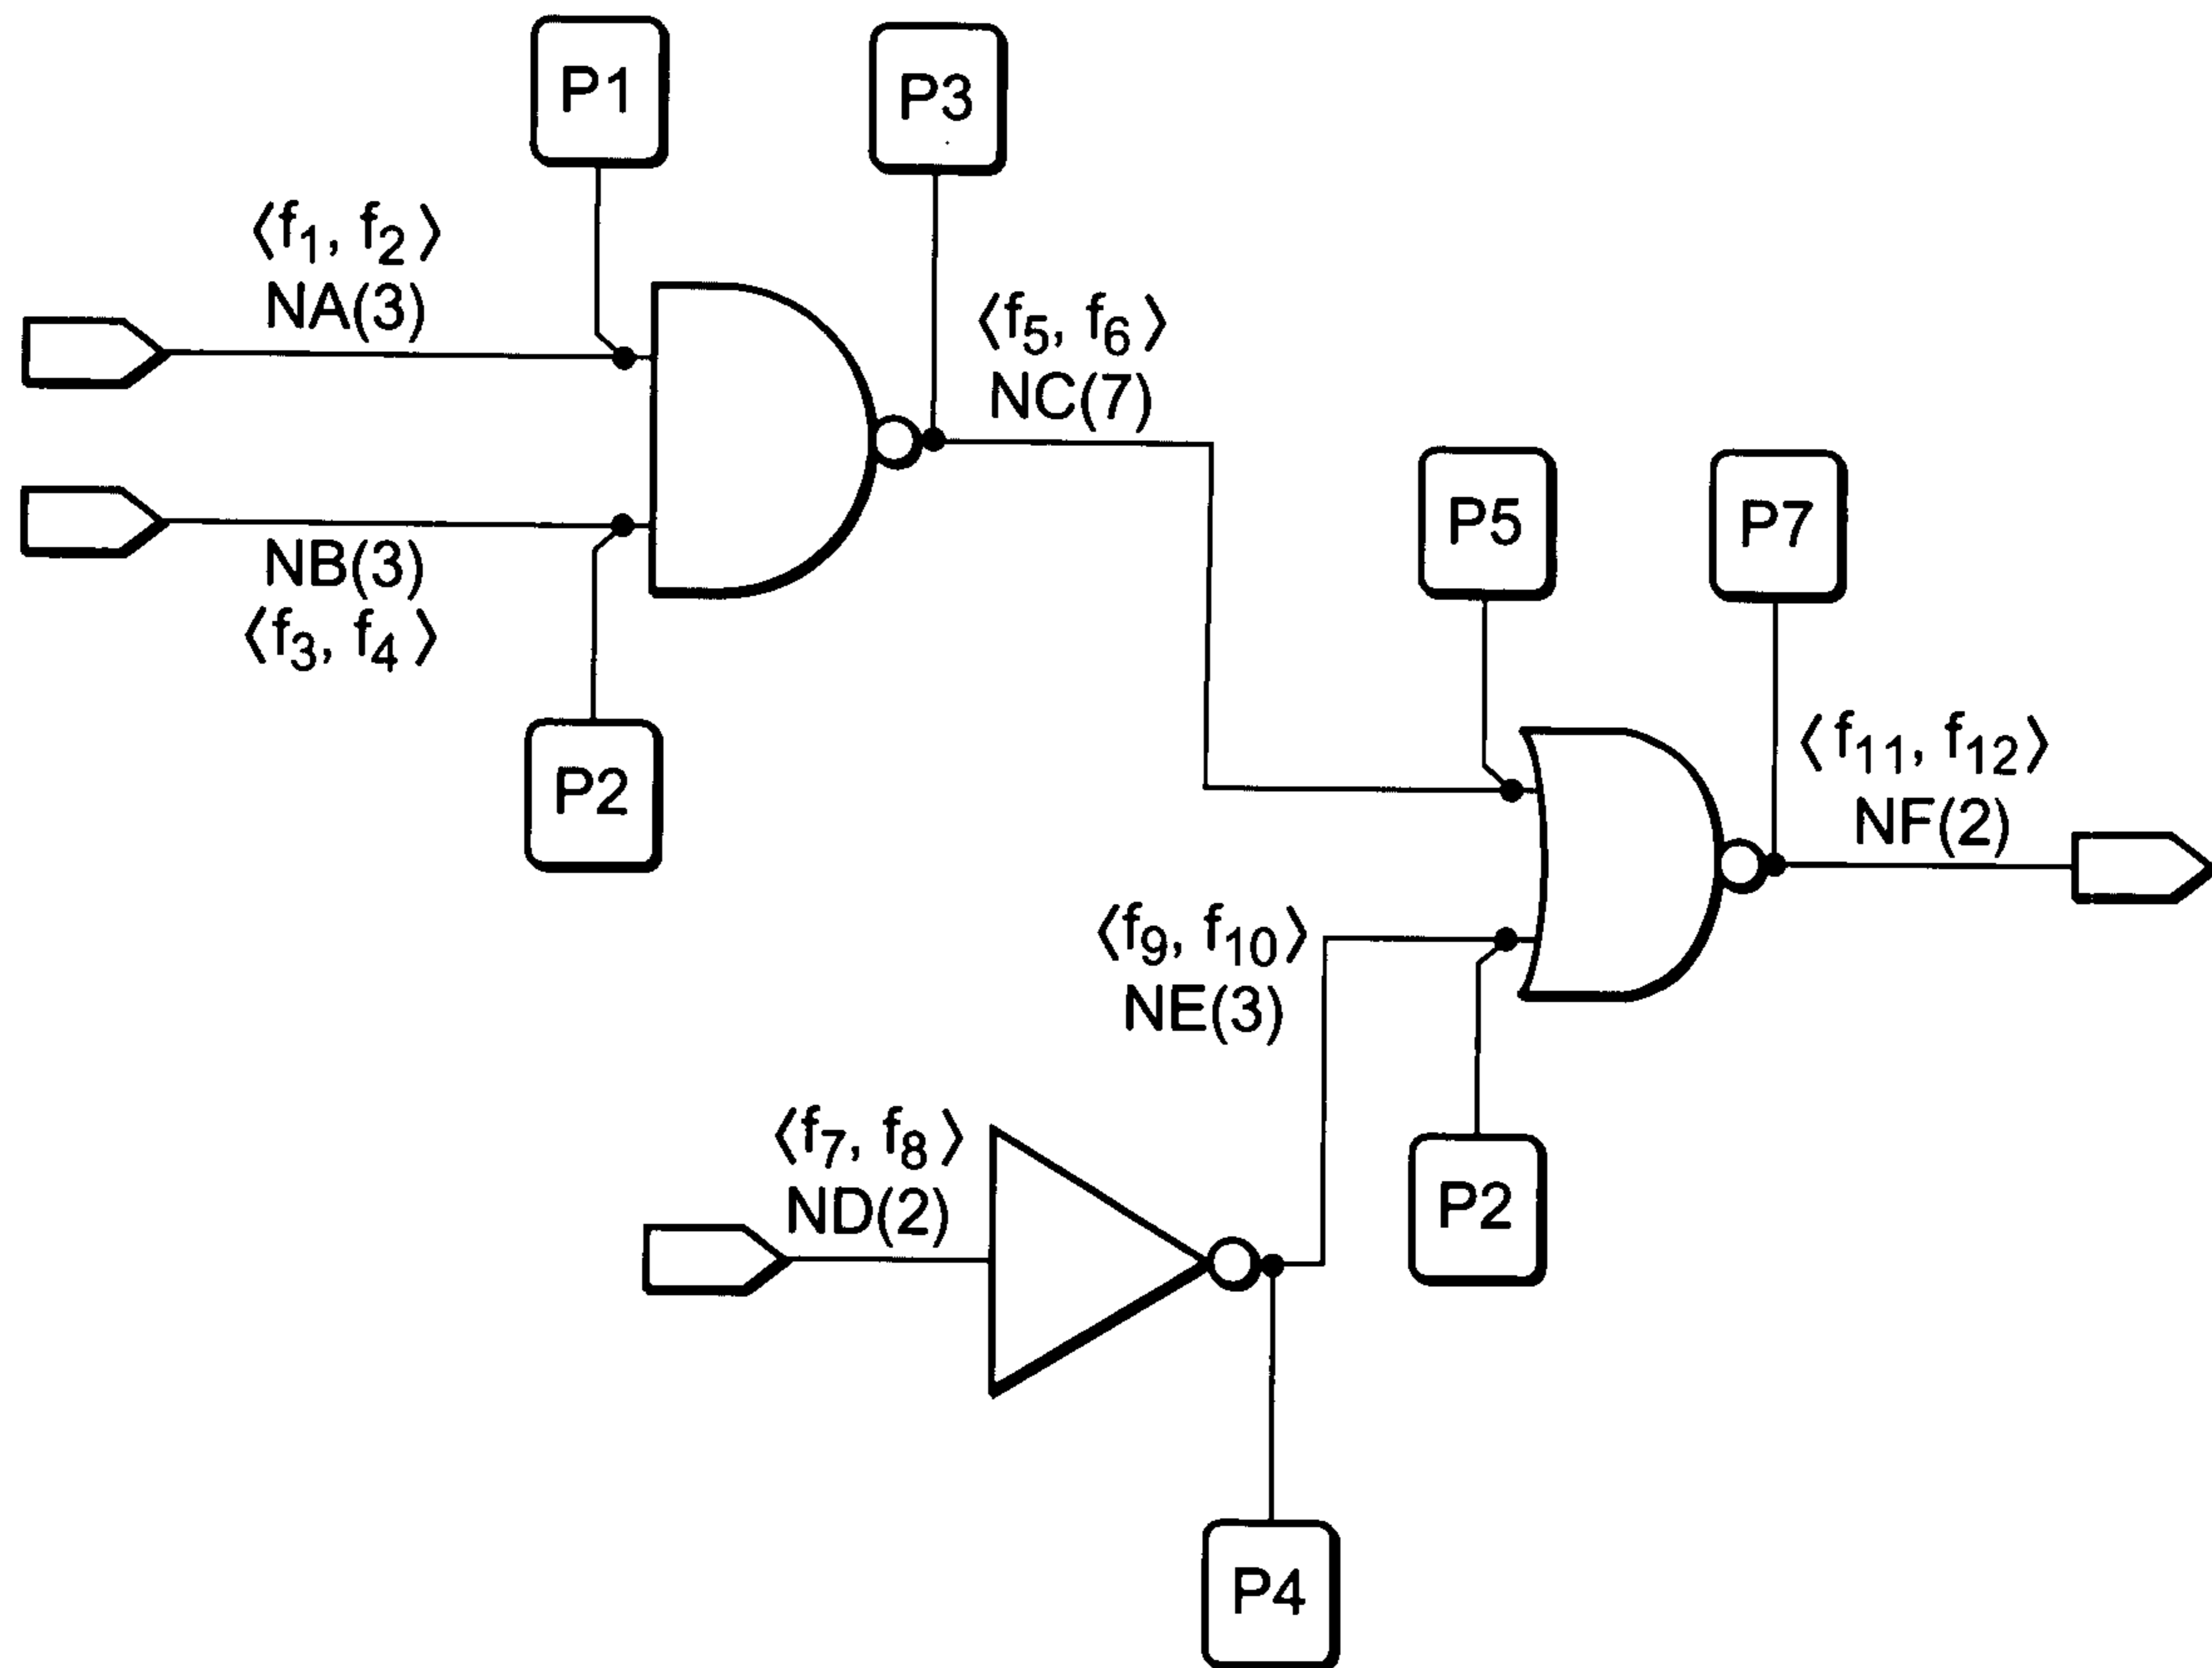 P1
P3
⟨f₁, f₂⟩
NA(3)
⟨f₅, f₆⟩
NC(7)
P5
P7
NB(3)
⟨f₃, f₄⟩
P2
⟨f₁₁, f₁₂⟩
NF(2)
⟨f₉, f₁₀⟩
NE(3)
⟨f₇, f₈⟩
ND(2)
P2
P4